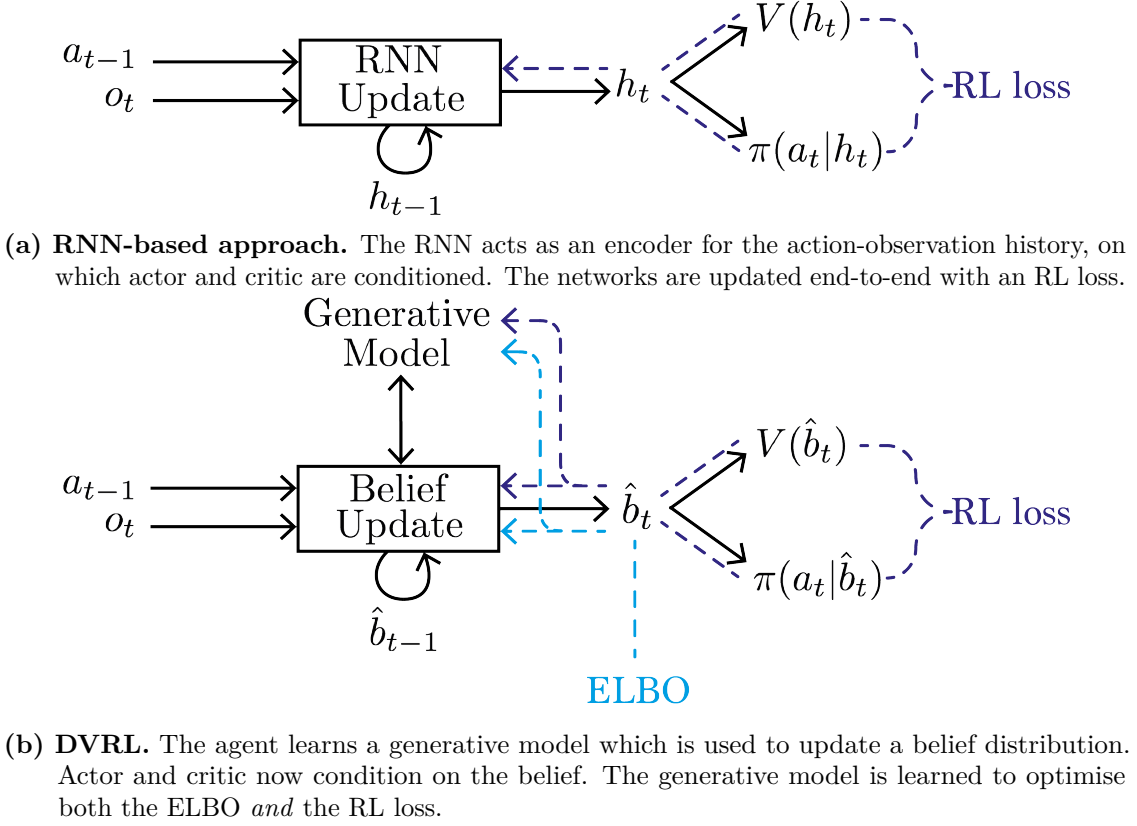 a_{t−1}
o_t
RNN
Update
h_{t−1}
h_t
V(h_t)
π(a_t|h_t)
RL loss
(a) RNN-based approach. The RNN acts as an encoder for the action-observation history, on
which actor and critic are conditioned. The networks are updated end-to-end with an RL loss.
Generative
Model
a_{t−1}
o_t
Belief
Update
b̂_{t−1}
b̂_t
V(b̂_t)
π(a_t|b̂_t)
RL loss
ELBO
(b) DVRL. The agent learns a generative model which is used to update a belief distribution.
Actor and critic now condition on the belief. The generative model is learned to optimise
both the ELBO and the RL loss.